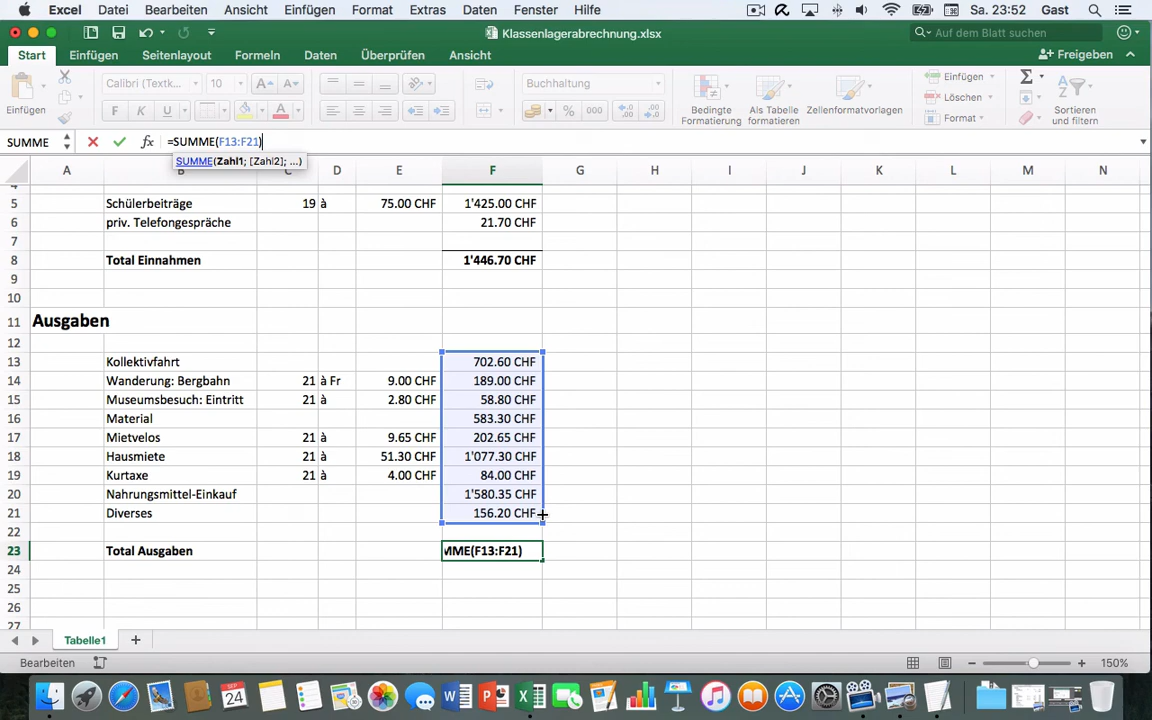 Excel Datei Bearbeiten Ansicht Einfügen Format Extras Daten Fenster Hilfe Sa. 23:52 Gast
Klassenlagerabrechnung.xlsx
Auf dem Blatt suchen
Start Einfügen Seitenlayout Formeln Daten Überprüfen Ansicht Freigeben
Einfügen
Calibri (Textk... 10
F K U
Buchhaltung
% 000
Bedingte Formatierung
Als Tabelle formatieren
Zellenformatvorlagen
Einfügen
Löschen
Format
Sortieren und Filtern
SUMME fx =SUMME(F13:F21)
SUMME(Zahl1; [Zahl2]; ...)
A B C D E F G H I J K L M N
4
5 Schülerbeiträge 19 à 75.00 CHF 1'425.00 CHF
6 priv. Telefongespräche 21.70 CHF
7
8 Total Einnahmen 1'446.70 CHF
9
10
11 Ausgaben
12
13 Kollektivfahrt 702.60 CHF
14 Wanderung: Bergbahn 21 à Fr 9.00 CHF 189.00 CHF
15 Museumsbesuch: Eintritt 21 à 2.80 CHF 58.80 CHF
16 Material 583.30 CHF
17 Mietvelos 21 à 9.65 CHF 202.65 CHF
18 Hausmiete 21 à 51.30 CHF 1'077.30 CHF
19 Kurtaxe 21 à 4.00 CHF 84.00 CHF
20 Nahrungsmittel-Einkauf 1'580.35 CHF
21 Diverses 156.20 CHF
22
23 Total Ausgaben MME(F13:F21)
24
25
26
27
Tabelle1
Bearbeiten 150%
SEP
24